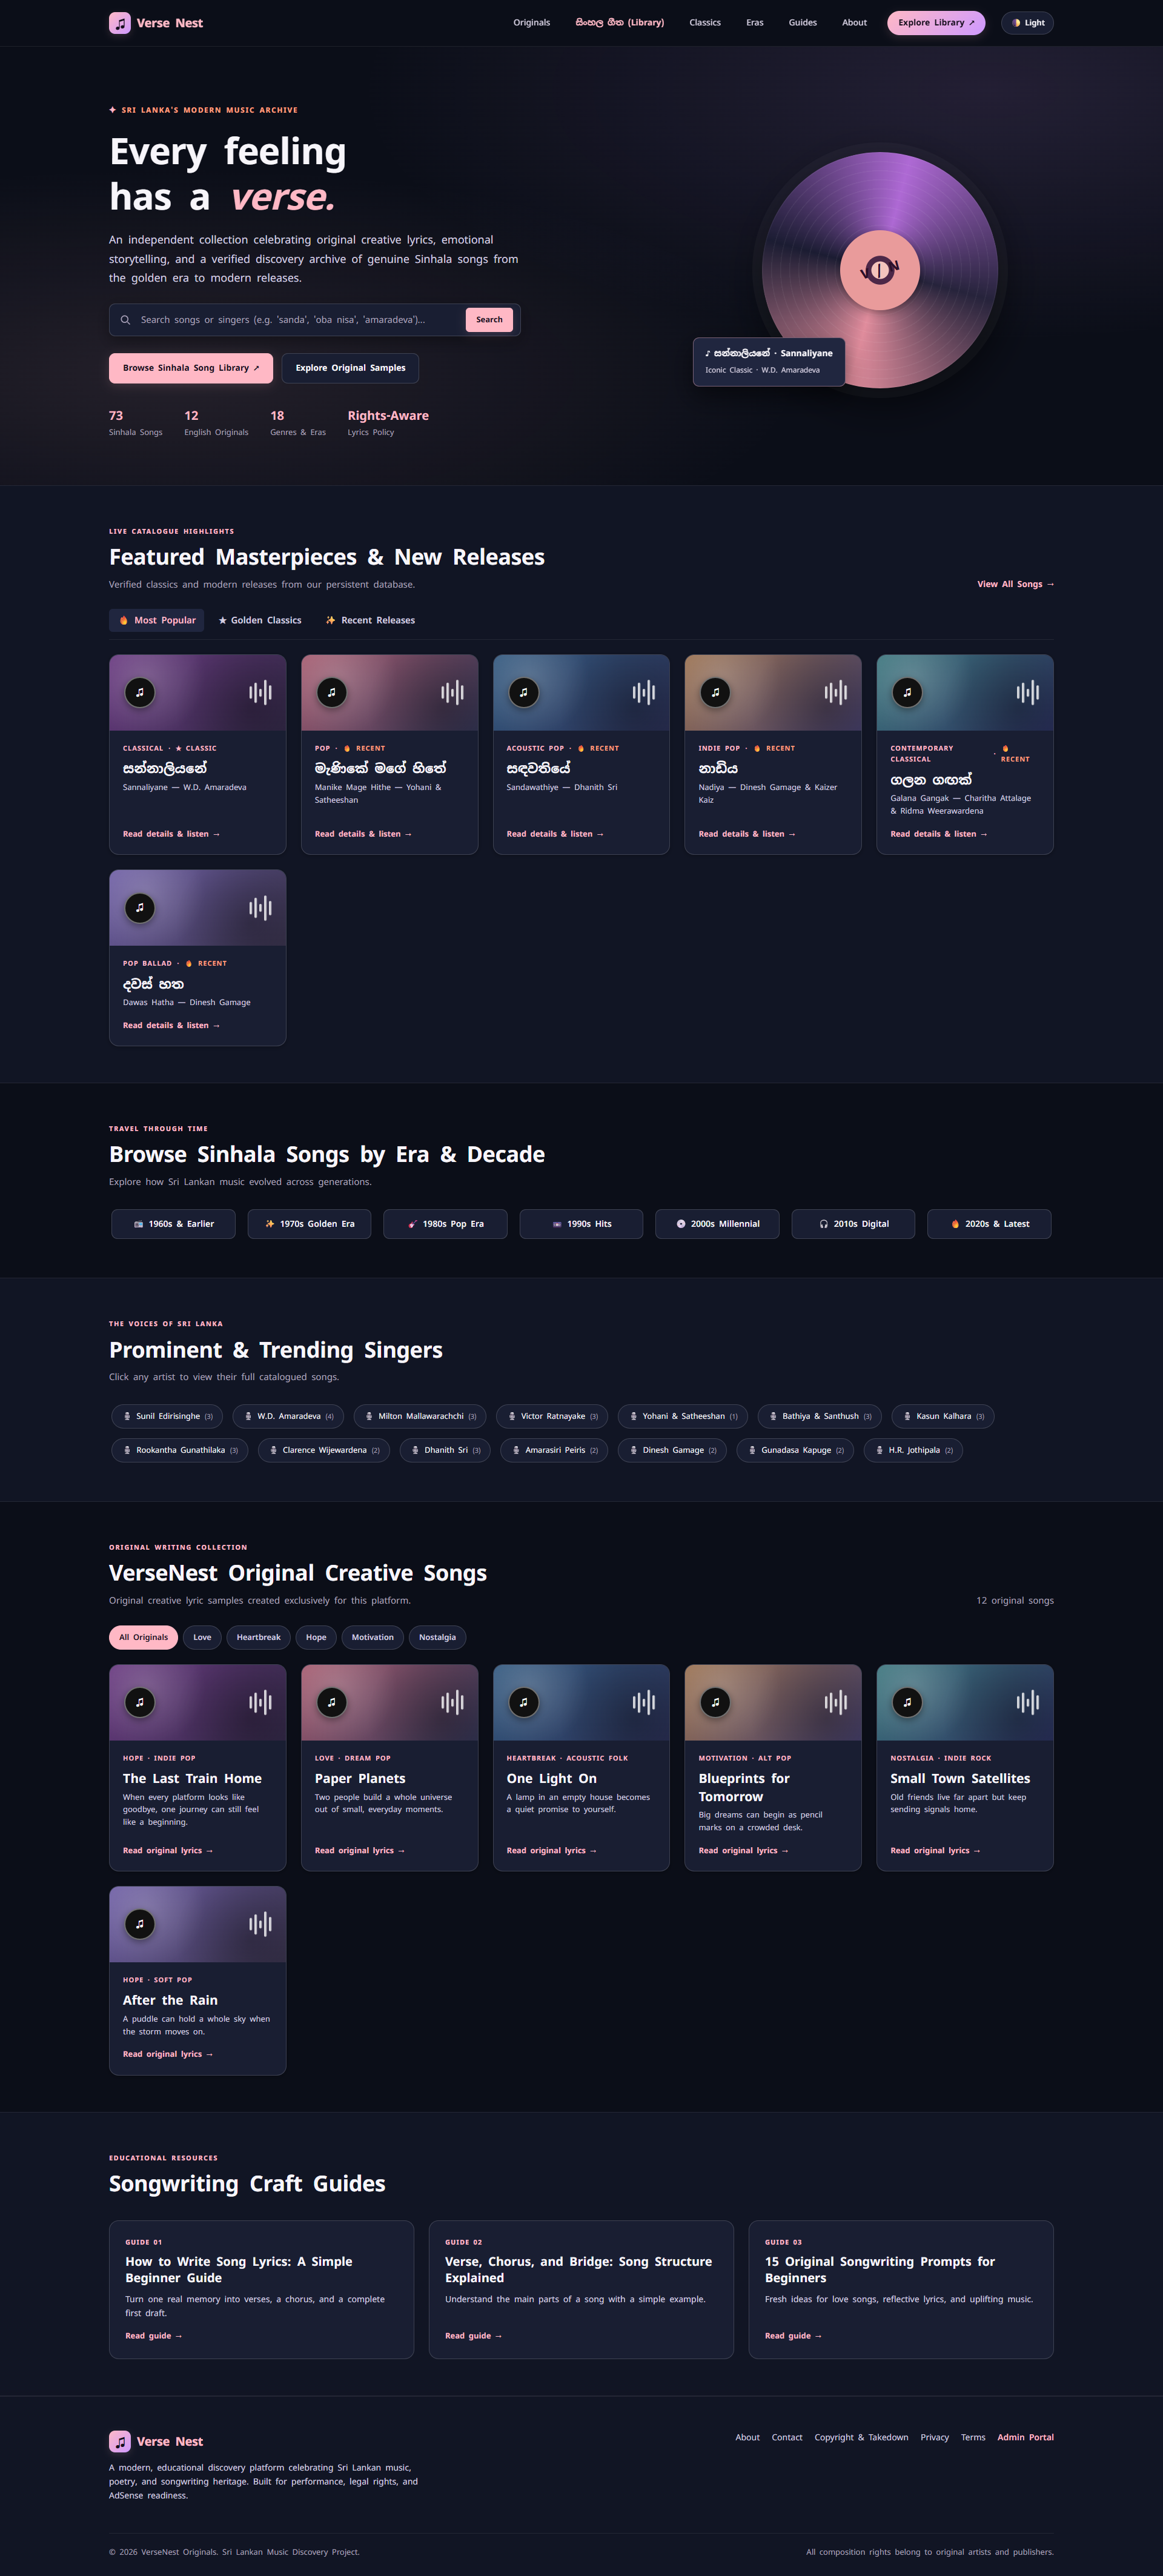 Verse Nest
Originals
සිංහල ගීත (Library)
Classics
Eras
Guides
About
Explore Library ↗
Light
✦ SRI LANKA'S MODERN MUSIC ARCHIVE
Every feeling
has a verse.
An independent collection celebrating original creative lyrics, emotional
storytelling, and a verified discovery archive of genuine Sinhala songs from
the golden era to modern releases.
Search songs or singers (e.g. 'sanda', 'oba nisa', 'amaradeva')...
Search
Browse Sinhala Song Library ↗
Explore Original Samples
73
Sinhala Songs
12
English Originals
18
Genres & Eras
Rights-Aware
Lyrics Policy
♪ සන්නාලියනේ · Sannaliyane
Iconic Classic · W.D. Amaradeva
LIVE CATALOGUE HIGHLIGHTS
Featured Masterpieces & New Releases
Verified classics and modern releases from our persistent database.
View All Songs →
🔥 Most Popular
★ Golden Classics
✨ Recent Releases
CLASSICAL · ★ CLASSIC
සන්නාලියනේ
Sannaliyane — W.D. Amaradeva
Read details & listen →
POP · 🔥 RECENT
මැණිකේ මගේ හිතේ
Manike Mage Hithe — Yohani &
Satheeshan
Read details & listen →
ACOUSTIC POP · 🔥 RECENT
සඳවතියේ
Sandawathiye — Dhanith Sri
Read details & listen →
INDIE POP · 🔥 RECENT
නාඩිය
Nadiya — Dinesh Gamage & Kaizer
Kaiz
Read details & listen →
CONTEMPORARY
CLASSICAL · 🔥 RECENT
ගලන ගඟක්
Galana Gangak — Charitha Attalage
& Ridma Weerawardena
Read details & listen →
POP BALLAD · 🔥 RECENT
දවස් හත
Dawas Hatha — Dinesh Gamage
Read details & listen →
TRAVEL THROUGH TIME
Browse Sinhala Songs by Era & Decade
Explore how Sri Lankan music evolved across generations.
📻 1960s & Earlier
✨ 1970s Golden Era
🎸 1980s Pop Era
📼 1990s Hits
💿 2000s Millennial
🎧 2010s Digital
🔥 2020s & Latest
THE VOICES OF SRI LANKA
Prominent & Trending Singers
Click any artist to view their full catalogued songs.
Sunil Edirisinghe (3)
W.D. Amaradeva (4)
Milton Mallawarachchi (3)
Victor Ratnayake (3)
Yohani & Satheeshan (1)
Bathiya & Santhush (3)
Kasun Kalhara (3)
Rookantha Gunathilaka (3)
Clarence Wijewardena (2)
Dhanith Sri (3)
Amarasiri Peiris (2)
Dinesh Gamage (2)
Gunadasa Kapuge (2)
H.R. Jothipala (2)
ORIGINAL WRITING COLLECTION
VerseNest Original Creative Songs
Original creative lyric samples created exclusively for this platform.
12 original songs
All Originals
Love
Heartbreak
Hope
Motivation
Nostalgia
HOPE · INDIE POP
The Last Train Home
When every platform looks like
goodbye, one journey can still feel
like a beginning.
Read original lyrics →
LOVE · DREAM POP
Paper Planets
Two people build a whole universe
out of small, everyday moments.
Read original lyrics →
HEARTBREAK · ACOUSTIC FOLK
One Light On
A lamp in an empty house becomes
a quiet promise to yourself.
Read original lyrics →
MOTIVATION · ALT POP
Blueprints for
Tomorrow
Big dreams can begin as pencil
marks on a crowded desk.
Read original lyrics →
NOSTALGIA · INDIE ROCK
Small Town Satellites
Old friends live far apart but keep
sending signals home.
Read original lyrics →
HOPE · SOFT POP
After the Rain
A puddle can hold a whole sky when
the storm moves on.
Read original lyrics →
EDUCATIONAL RESOURCES
Songwriting Craft Guides
GUIDE 01
How to Write Song Lyrics: A Simple
Beginner Guide
Turn one real memory into verses, a chorus, and a complete
first draft.
Read guide →
GUIDE 02
Verse, Chorus, and Bridge: Song Structure
Explained
Understand the main parts of a song with a simple example.
Read guide →
GUIDE 03
15 Original Songwriting Prompts for
Beginners
Fresh ideas for love songs, reflective lyrics, and uplifting music.
Read guide →
Verse Nest
A modern, educational discovery platform celebrating Sri Lankan music,
poetry, and songwriting heritage. Built for performance, legal rights, and
AdSense readiness.
About
Contact
Copyright & Takedown
Privacy
Terms
Admin Portal
© 2026 VerseNest Originals. Sri Lankan Music Discovery Project.
All composition rights belong to original artists and publishers.